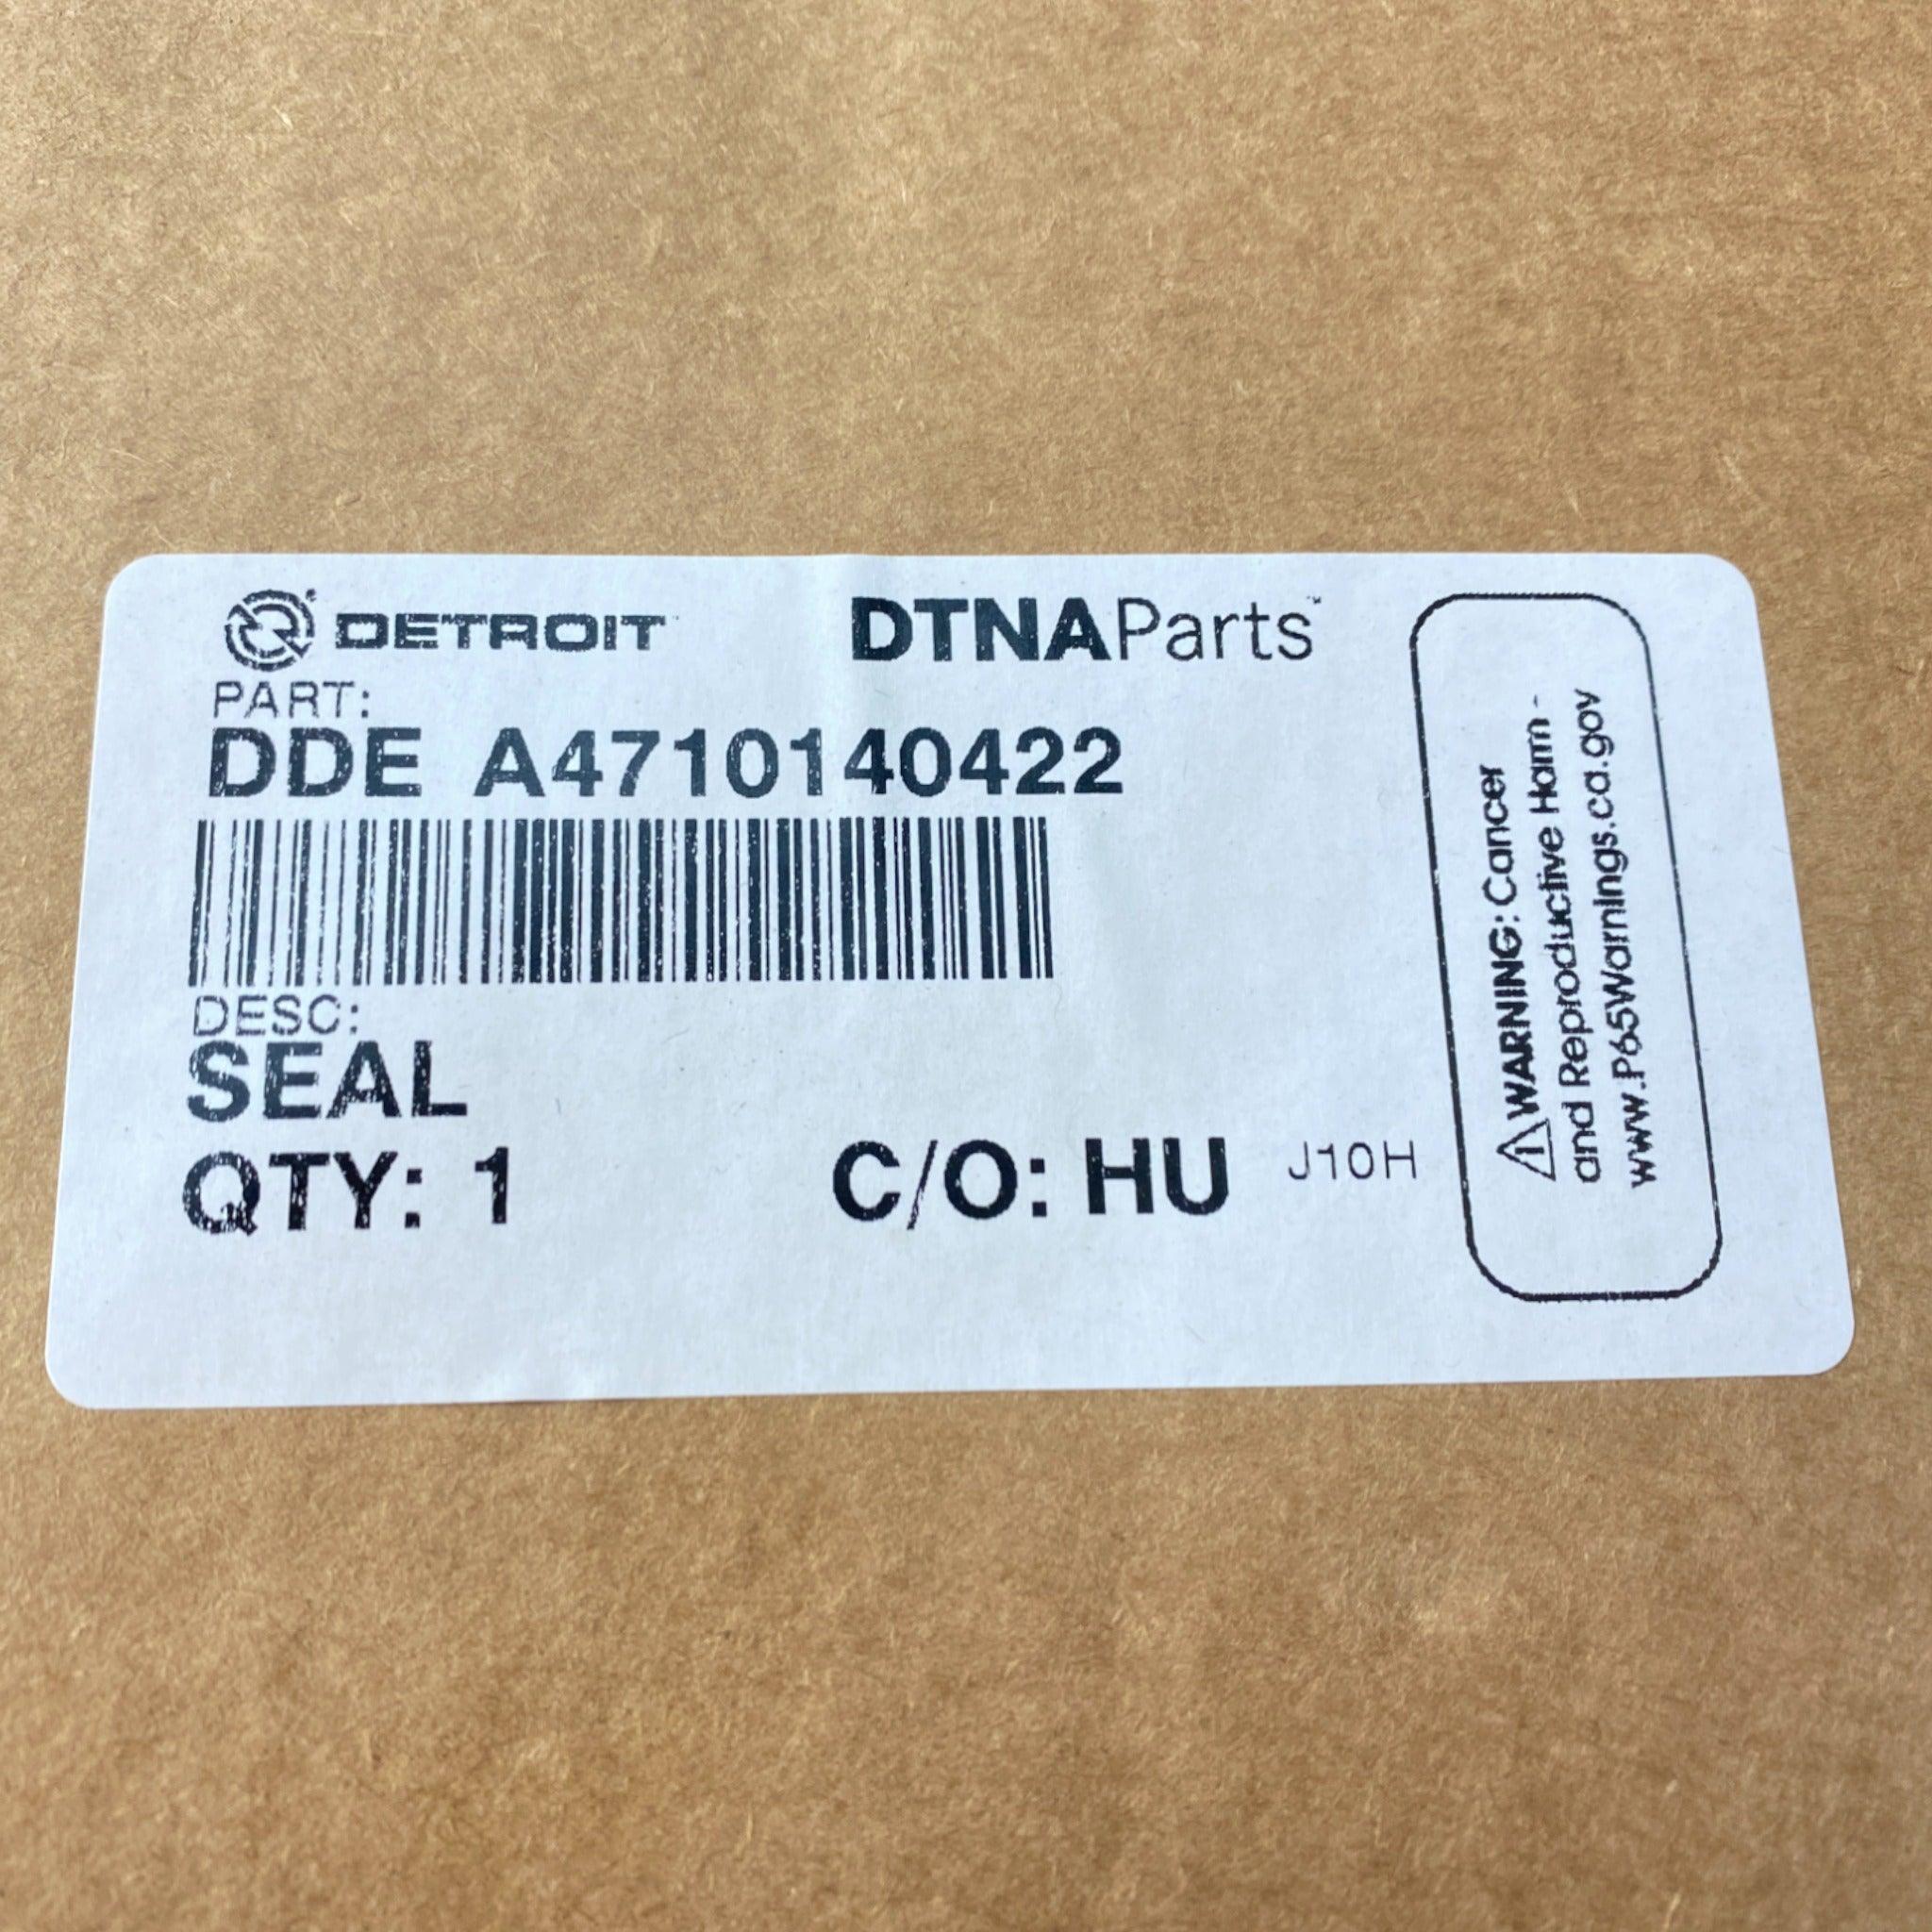 DETROIT DTNAParts
PART:
DDE A4710140422
DESC:
SEAL
QTY: 1 C/O: HU J10H
⚠WARNING: Cancer
and Reproductive Harm -
www.P65Warnings.ca.gov